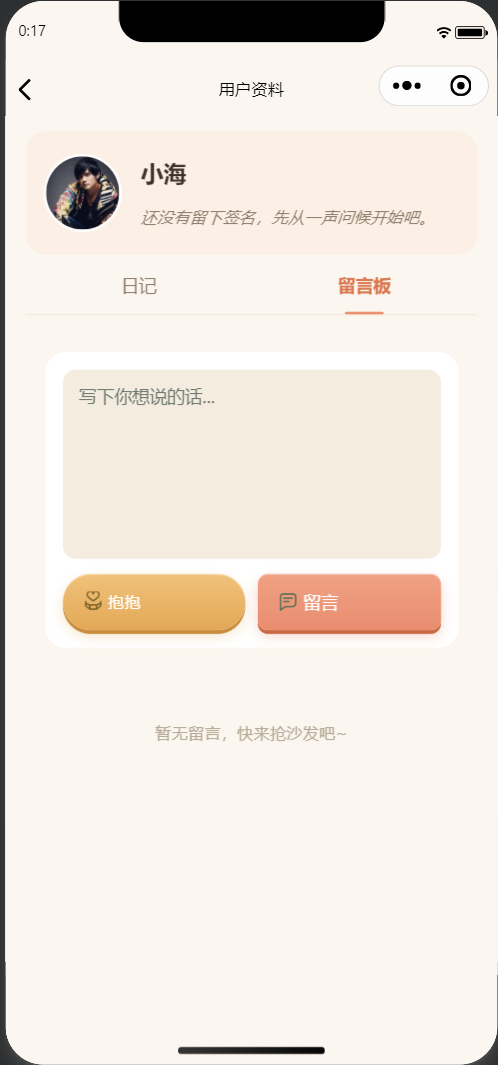 0:17
用户资料
小海
还没有留下签名，先从一声问候开始吧。
日记
留言板
写下你想说的话...
抱抱
留言
暂无留言，快来抢沙发吧~